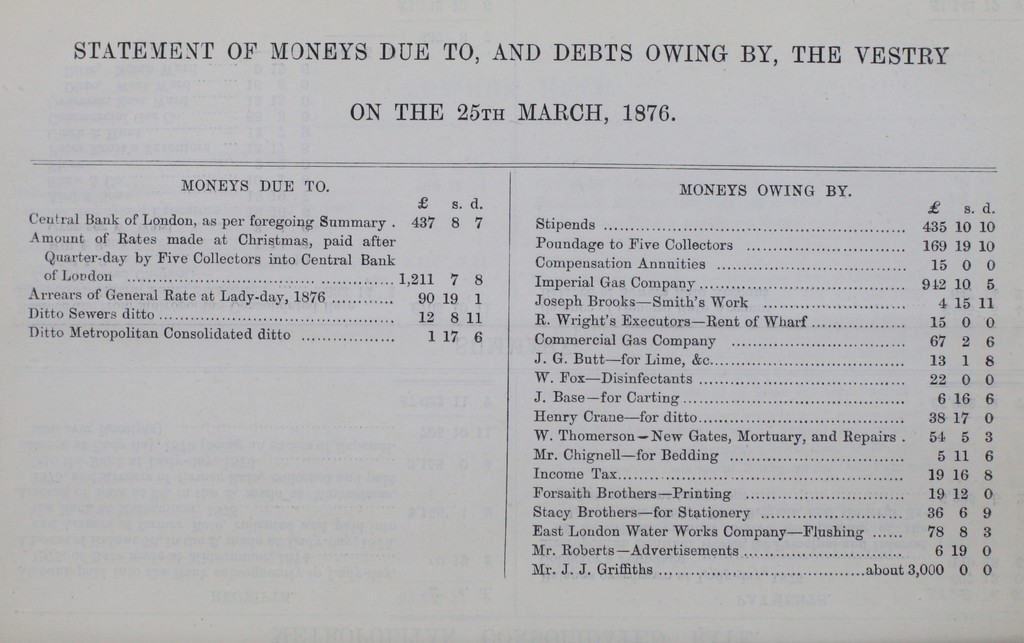 STATEMENT OF MONEYS DUE TO, AND DEBTS OWING BY, THE VESTRY
ON THE 25TH MARCH, 1876.
MONEYS DUE TO.
£ s. d.
Central Bank of London, as per foregoing Summary . 437 8 7
Amount of Rates made at Christmas, paid after
Quarter-day by Five Collectors into Central Bank
of London ........ 1,211 7 8
Arrears of General Rate at Lady-day, 1876 ........ 90 19 1
Ditto Sewers ditto ........ 12 8 11
Ditto Metropolitan Consolidated ditto ........ 1 17 6
MONEYS OWING BY.
£ s. d.
Stipends ........ 435 10 10
Poundage to Five Collectors ........ 169 19 10
Compensation Annuities ........ 15 0 0
Imperial Gas Company ........ 942 10 5
Joseph Brooks—Smith's Work ........ 4 15 11
R. Wright's Executors—Rent of Wharf ........ 15 0 0
Commercial Gas Company ........ 67 2 6
J. G. Butt—for Lime, &c. ........ 13 1 8
W. Fox—Disinfectants ........ 22 0 0
J. Base—for Carting ........ 6 16 6
Henry Crane—for ditto ........ 38 17 0
W. Thomerson—New Gates, Mortuary, and Repairs . 54 5 3
Mr. Chignell—for Bedding ........ 5 11 6
Income Tax ........ 19 16 8
Forsaith Brothers—Printing ........ 19 12 0
Stacy Brothers—for Stationery ........ 36 6 9
East London Water Works Company—Flushing ...... 78 8 3
Mr. Roberts—Advertisements ........ 6 19 0
Mr. J. J. Griffiths ........ about 3,000 0 0